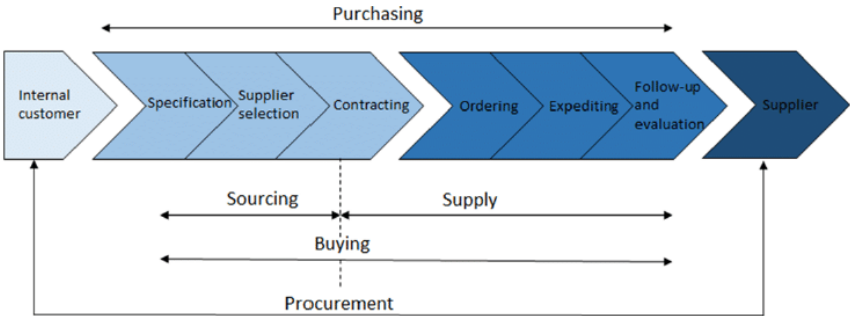 Purchasing
Internal
customer
Specification
Supplier
selection
Contracting
Ordering
Expediting
Follow-up
and
evaluation
Supplier
Sourcing
Supply
Buying
Procurement